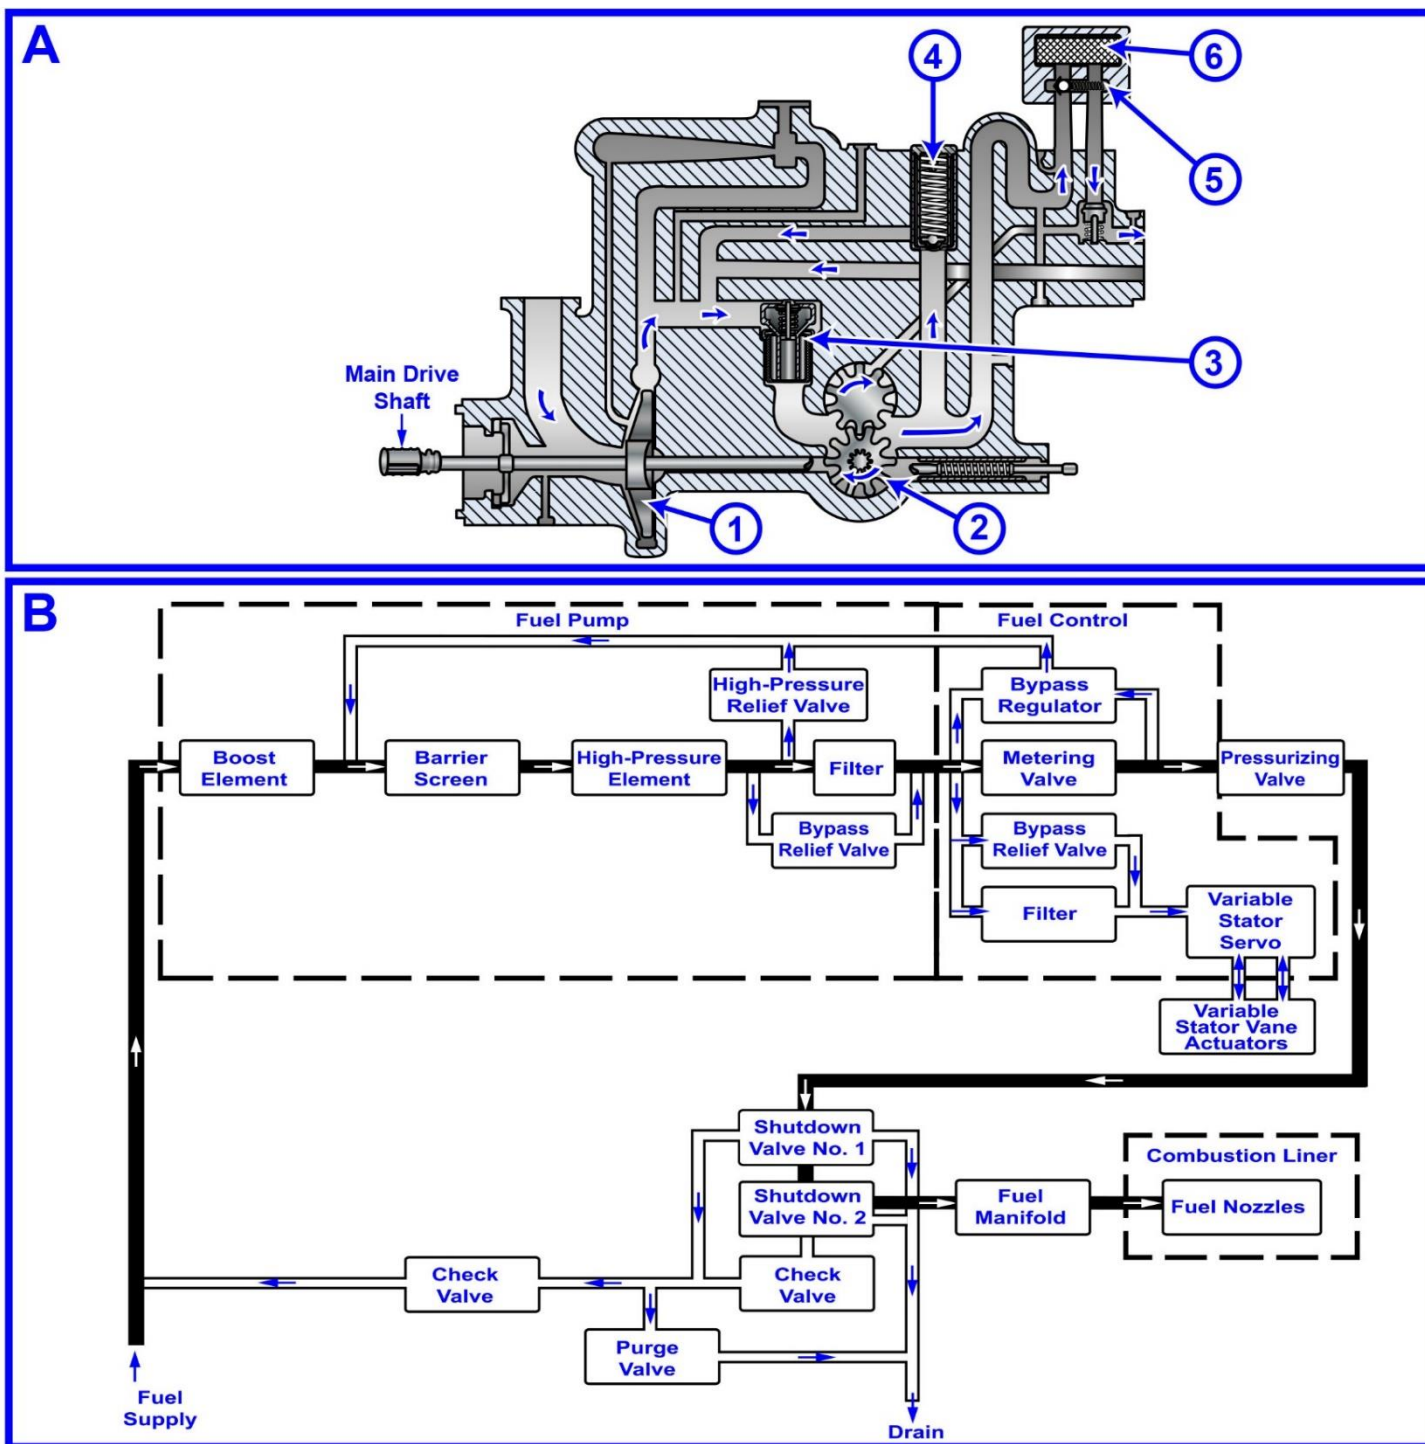 A
4
6
5
3
Main Drive
Shaft
1
2
B
Fuel Pump
Fuel Control
High-Pressure
Relief Valve
Bypass
Regulator
Boost
Element
Barrier
Screen
High-Pressure
Element
Filter
Metering
Valve
Pressurizing
Valve
Bypass
Relief Valve
Bypass
Relief Valve
Filter
Variable
Stator
Servo
Variable
Stator Vane
Actuators
Shutdown
Valve No. 1
Combustion Liner
Shutdown
Valve No. 2
Fuel
Manifold
Fuel Nozzles
Check
Valve
Check
Valve
Purge
Valve
Fuel
Supply
Drain